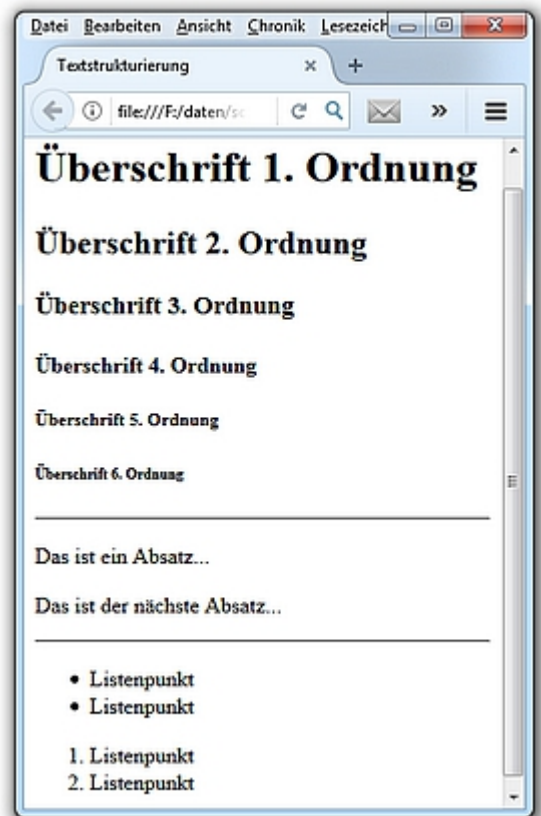 Datei Bearbeiten Ansicht Chronik Lesezeich
Textstrukturierung × +
file:///F:/daten/sc »
Überschrift 1. Ordnung
Überschrift 2. Ordnung
Überschrift 3. Ordnung
Überschrift 4. Ordnung
Überschrift 5. Ordnung
Überschrift 6. Ordnung
Das ist ein Absatz...
Das ist der nächste Absatz...
• Listenpunkt
• Listenpunkt
1. Listenpunkt
2. Listenpunkt